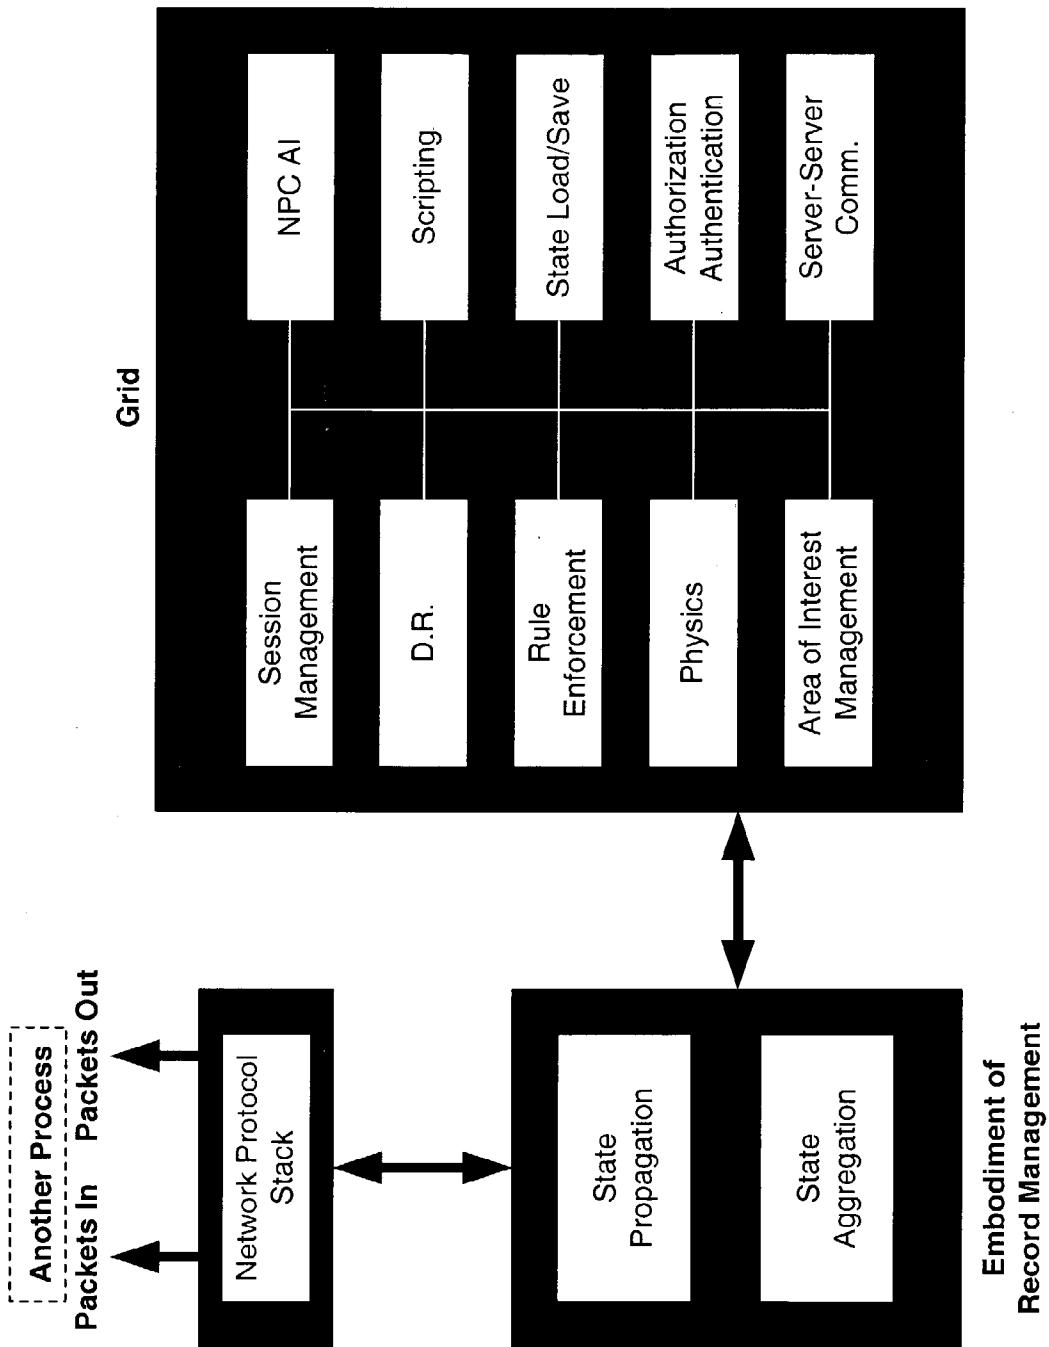 Another Process
Packets In
Packets Out
Network Protocol
Stack
State
Propagation
State
Aggregation
Embodiment of
Record Management
Grid
Session
Management
D.R.
Rule
Enforcement
Physics
Area of Interest
Management
NPC AI
Scripting
State Load/Save
Authorization
Authentication
Server-Server
Comm.